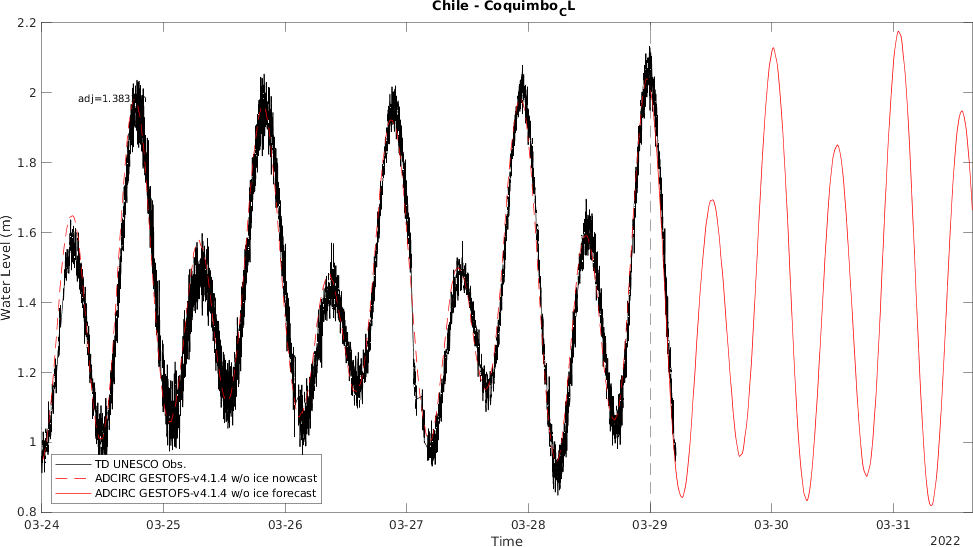 Chile - Coquimbo_CL
2.2
2
1.8
1.6
1.4
1.2
1
0.8
Water Level (m)
adj=1.383
TD UNESCO Obs.
ADCIRC GESTOFS-v4.1.4 w/o ice nowcast
ADCIRC GESTOFS-v4.1.4 w/o ice forecast
03-24 03-25 03-26 03-27 03-28 03-29 03-30 03-31
Time
2022